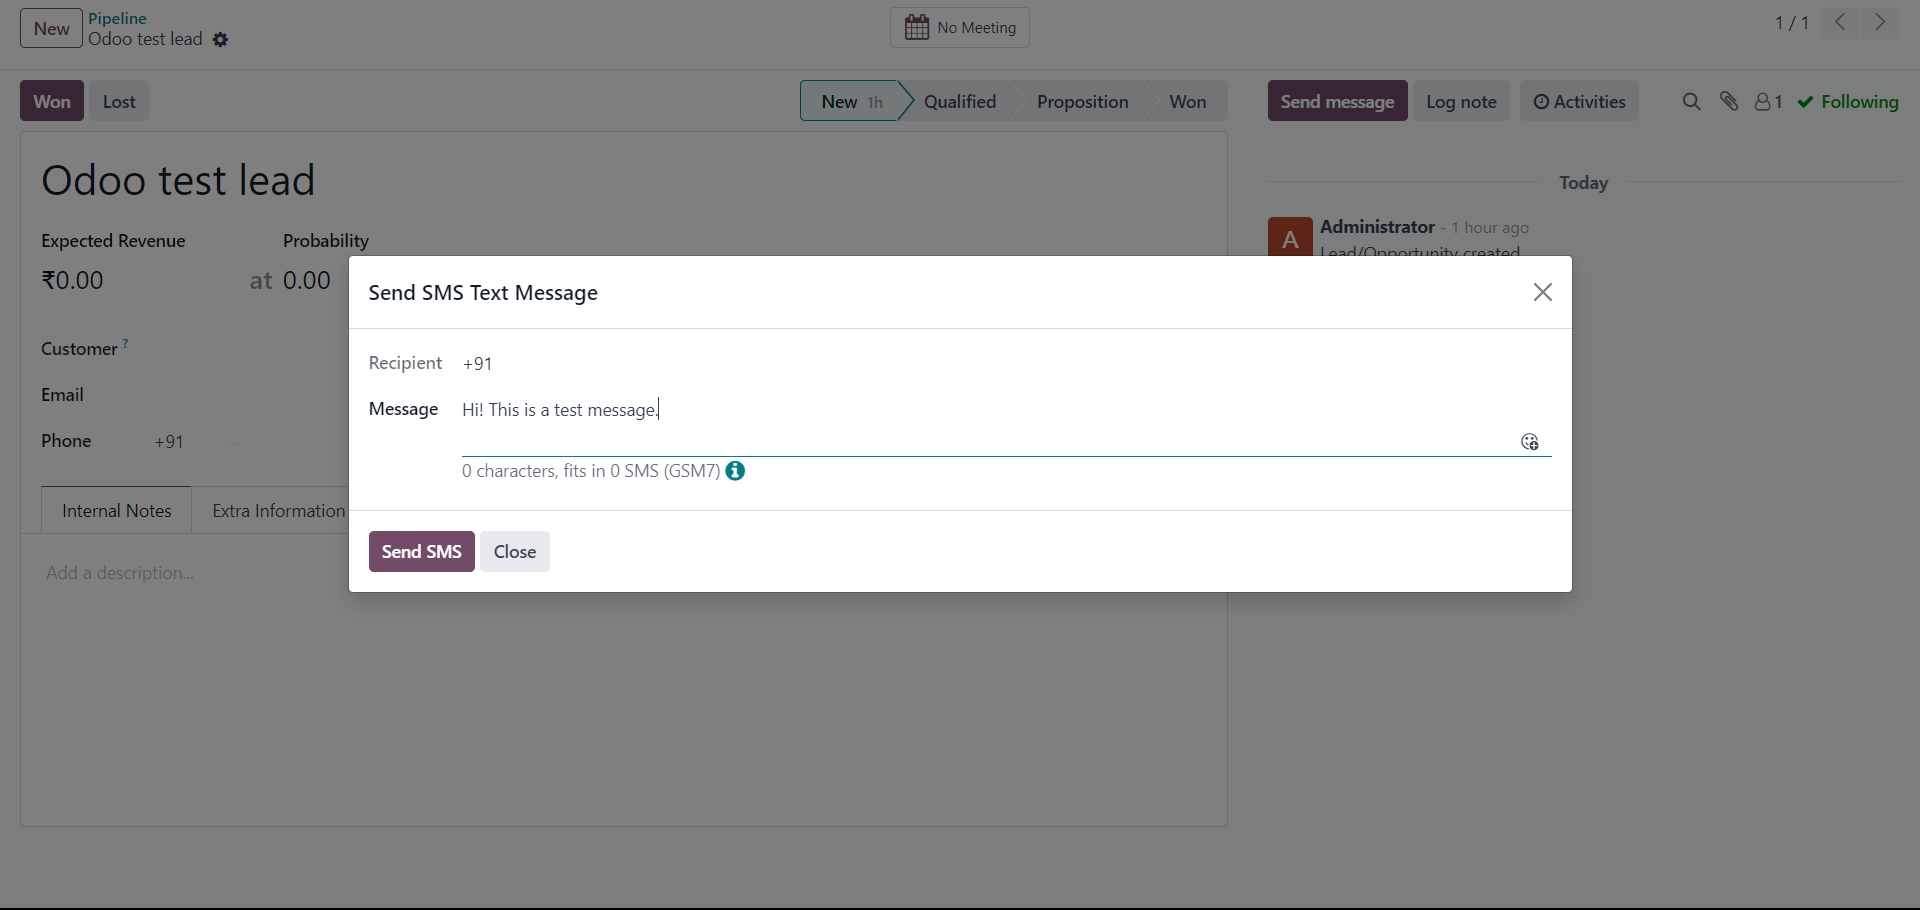 New
Pipeline
Odoo test lead
No Meeting
1 / 1
Won
Lost
New 1h
Qualified
Proposition
Won
Send message
Log note
Activities
1
Following
Odoo test lead
Today
Expected Revenue
Probability
Administrator - 1 hour ago
A
Lead/Opportunity created
₹0.00
at 0.00
Send SMS Text Message
Customer ?
Recipient +91
Email
Message Hi! This is a test message.
Phone +91
0 characters, fits in 0 SMS (GSM7)
Internal Notes
Extra Information
Send SMS
Close
Add a description...